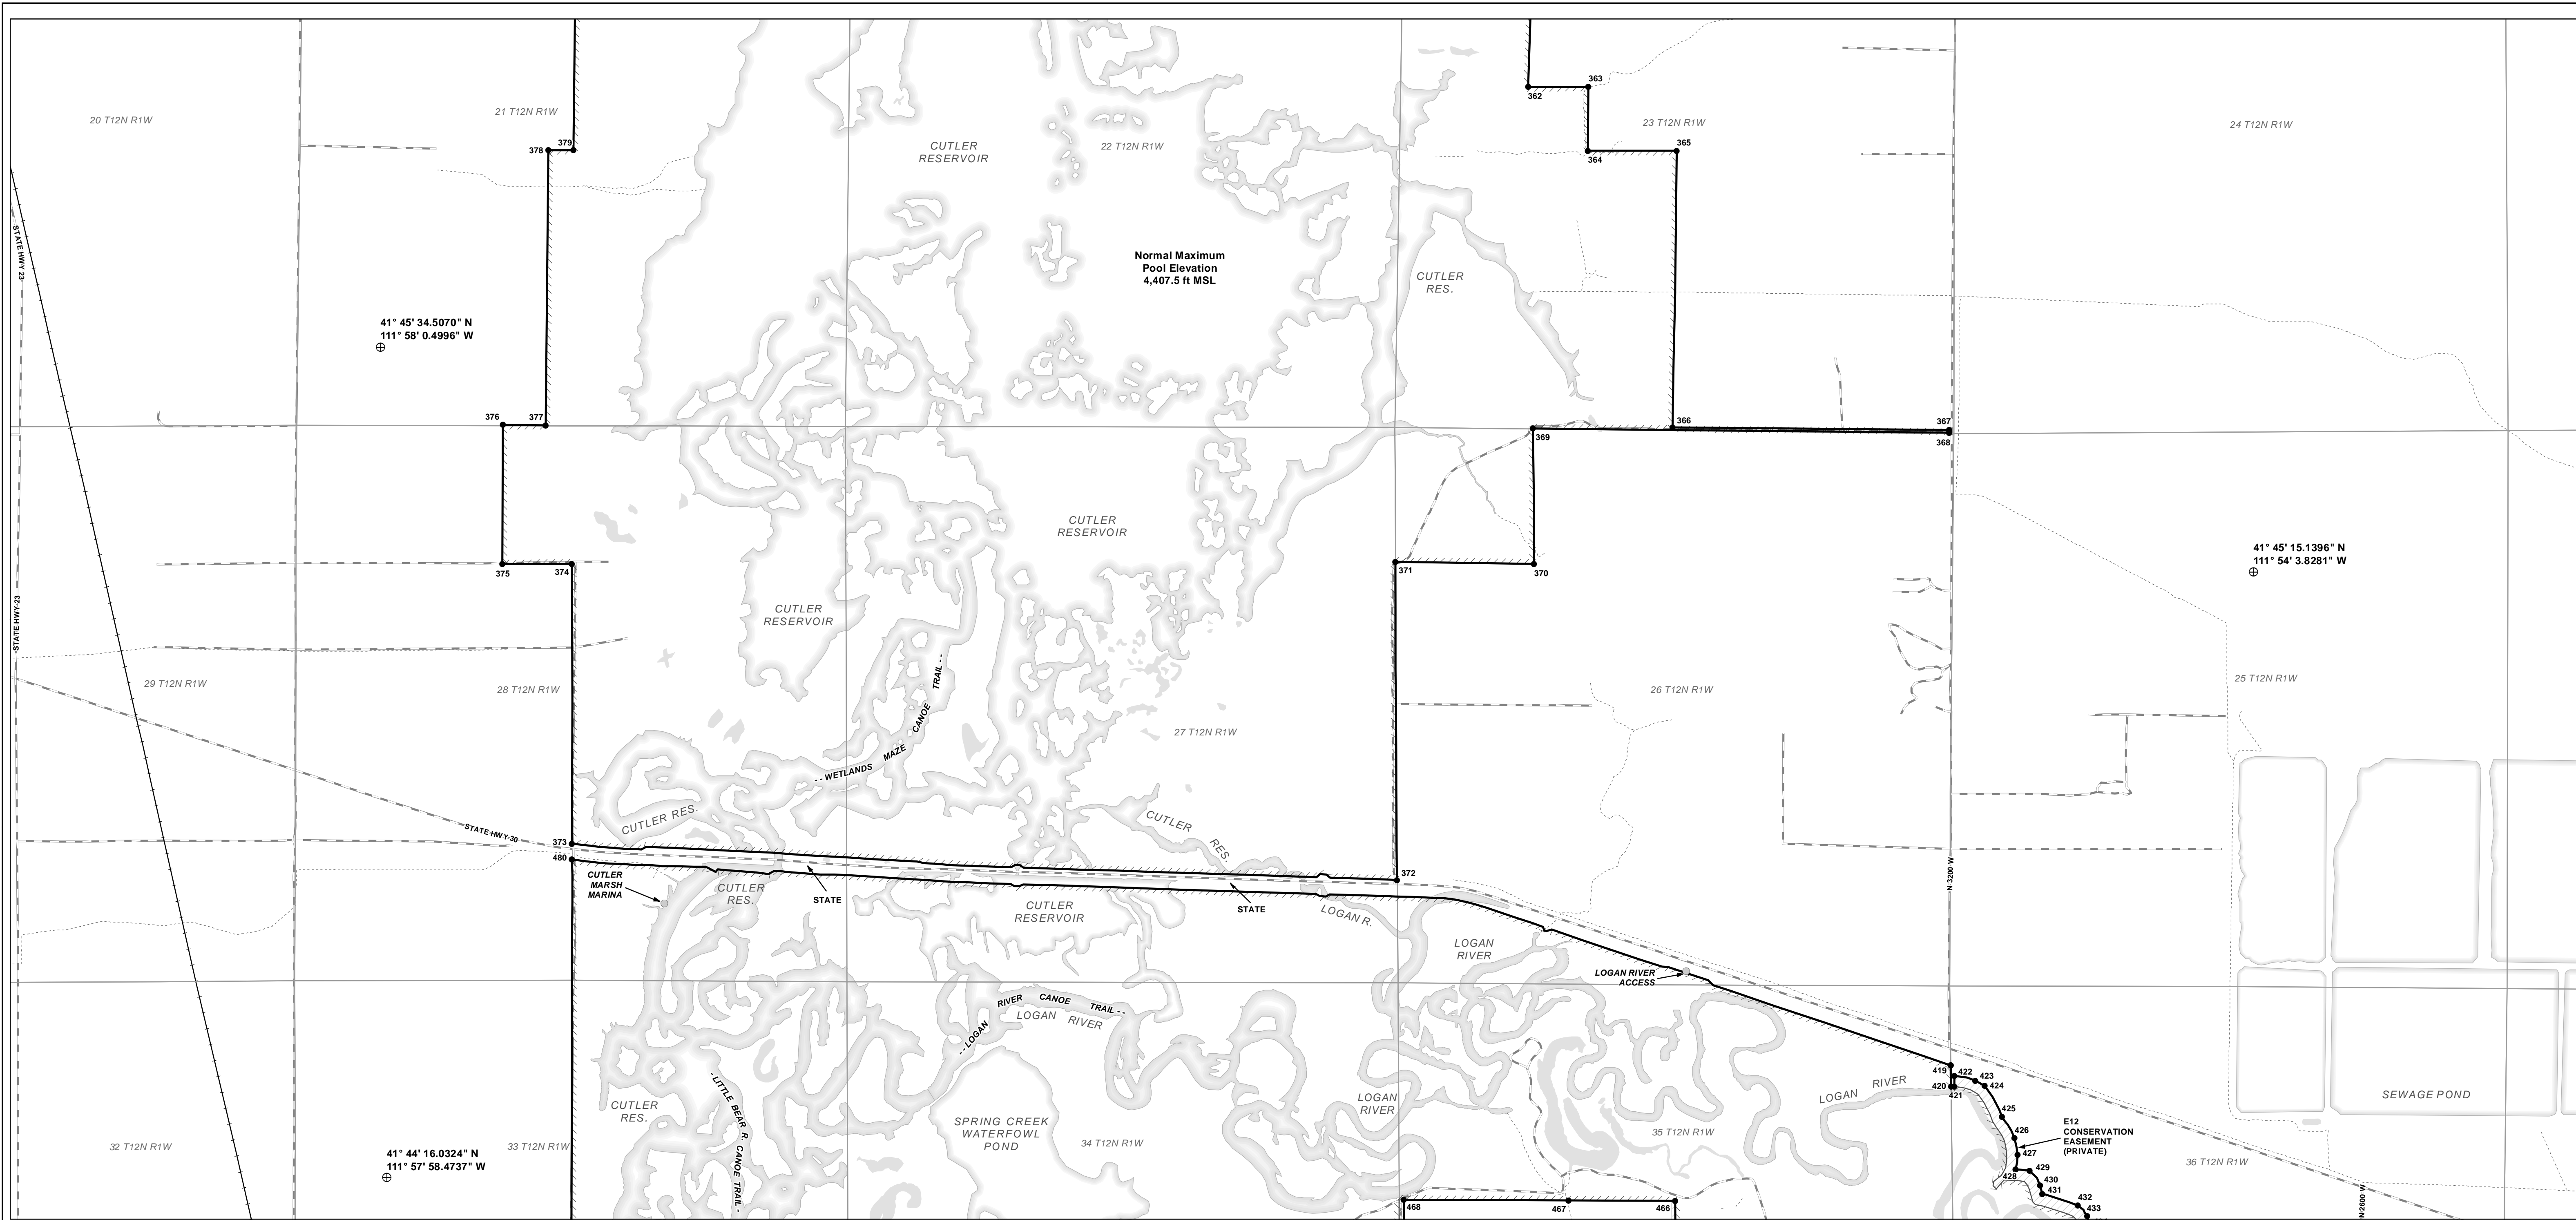 363
362
20 T12N R1W
21 T12N R1W
23 T12N R1W
24 T12N R1W
379
378
CUTLER
RESERVOIR
22 T12N R1W
365
364
STATE HWY 23
Normal Maximum
Pool Elevation
4,407.5 ft MSL
CUTLER
RES.
41° 45' 34.5070" N
111° 58' 0.4996" W
376
377
366
367
368
369
CUTLER
RESERVOIR
41° 45' 15.1396" N
111° 54' 3.8281" W
375
374
371
370
STATE HWY-23
CUTLER
RESERVOIR
29 T12N R1W
28 T12N R1W
26 T12N R1W
25 T12N R1W
27 T12N R1W
- - WETLANDS MAZE CANOE TRAIL - -
CUTLER RES.
CUTLER RES.
STATE HWY-30
373
480
372
N 3200 W
CUTLER
MARSH
MARINA
CUTLER
RES.
STATE
CUTLER
RESERVOIR
STATE
LOGAN R.
LOGAN
RIVER
LOGAN RIVER
ACCESS
- - LOGAN RIVER CANOE TRAIL - -
LOGAN RIVER
419
422
423
420
421
424
LOGAN RIVER
SEWAGE POND
- LITTLE BEAR R. CANOE TRAIL -
CUTLER
RES.
LOGAN
RIVER
SPRING CREEK
WATERFOWL
POND
425
426
E12
CONSERVATION
EASEMENT
(PRIVATE)
32 T12N R1W
33 T12N R1W
34 T12N R1W
35 T12N R1W
36 T12N R1W
41° 44' 16.0324" N
111° 57' 58.4737" W
427
428
429
430
431
432
433
468
467
466
N 2600 W